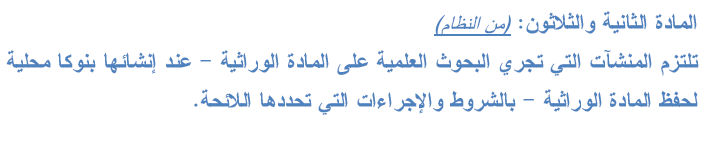 المادة الثانية والثلاثون: (من النظام)
تلتزم المنشآت التي تجري البحوث العلمية على المادة الوراثية – عند إنشائها بنوكا محلية
لحفظ المادة الوراثية – بالشروط والإجراءات التي تحددها اللائحة.